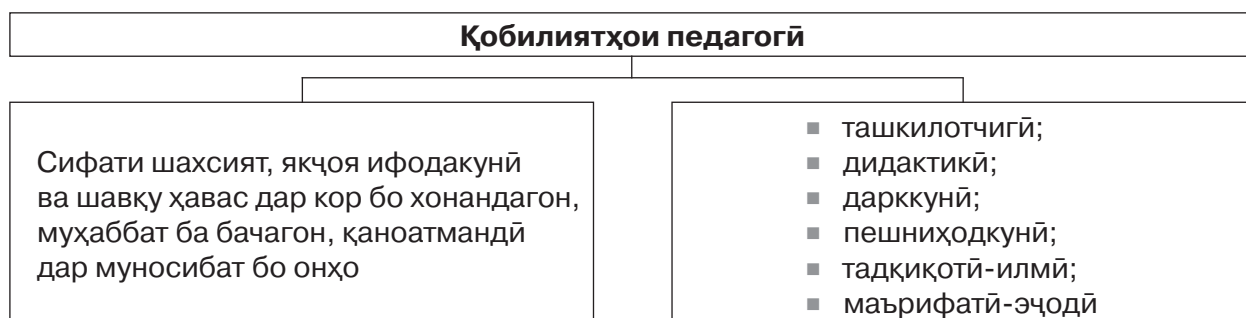 Қобилиятҳои педагогӣ
Сифати шахсият, якҷоя ифодакунӣ
ва шавқу ҳавас дар кор бо хонандагон,
муҳаббат ба бачагон, қаноатмандӣ
дар муносибат бо онҳо
▪ ташкилотчигӣ;
▪ дидактикӣ;
▪ дарккунӣ;
▪ пешниҳодкунӣ;
▪ тадқиқотӣ-илмӣ;
▪ маърифатӣ-эҷодӣ